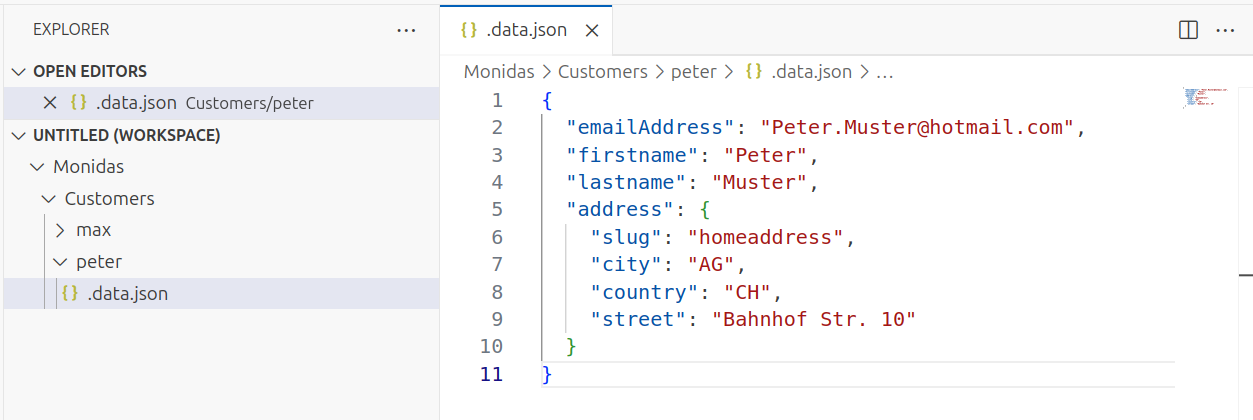 EXPLORER ...
OPEN EDITORS
{} .data.json Customers/peter
UNTITLED (WORKSPACE)
Monidas
Customers
max
peter
{} .data.json
{} .data.json
Monidas > Customers > peter > {} .data.json > ...
1 {
2   "emailAddress": "Peter.Muster@hotmail.com",
3   "firstname": "Peter",
4   "lastname": "Muster",
5   "address": {
6     "slug": "homeaddress",
7     "city": "AG",
8     "country": "CH",
9     "street": "Bahnhof Str. 10"
10   }
11 }